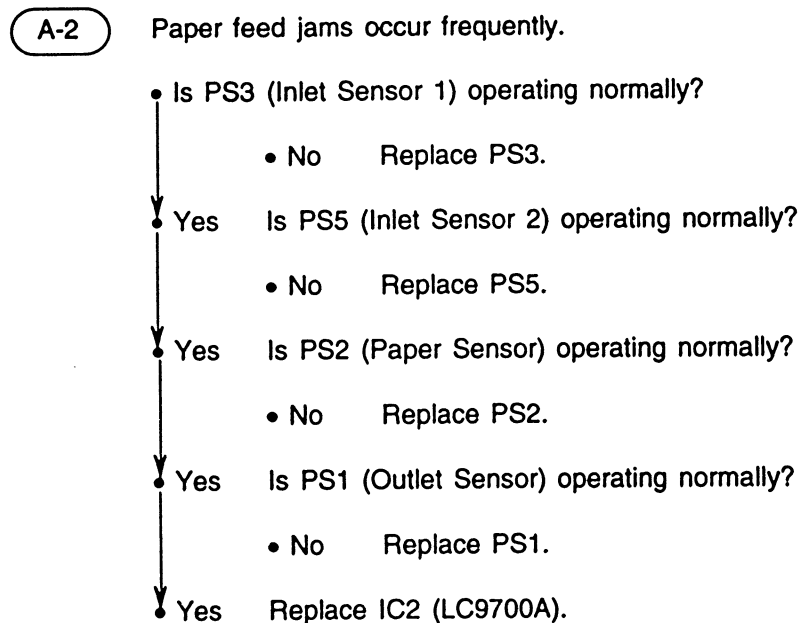 A-2 Paper feed jams occur frequently.
• Is PS3 (Inlet Sensor 1) operating normally?
• No Replace PS3.
• Yes Is PS5 (Inlet Sensor 2) operating normally?
• No Replace PS5.
• Yes Is PS2 (Paper Sensor) operating normally?
• No Replace PS2.
• Yes Is PS1 (Outlet Sensor) operating normally?
• No Replace PS1.
• Yes Replace IC2 (LC9700A).